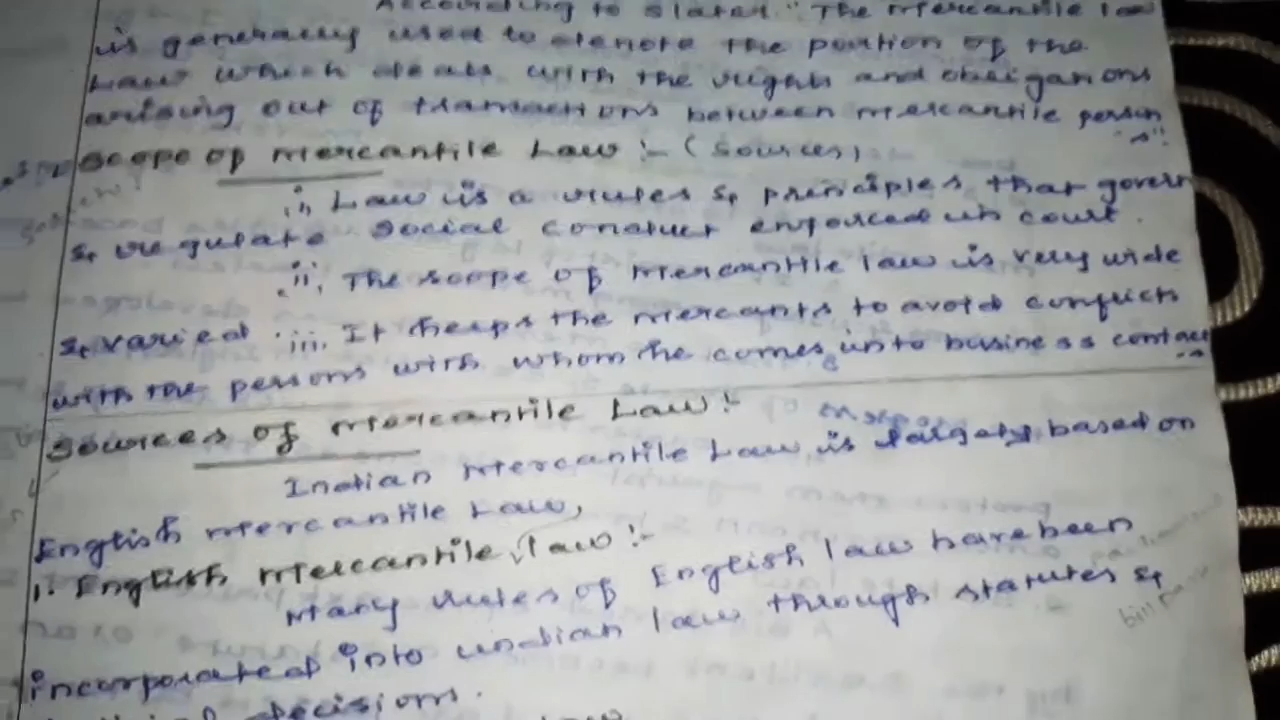 According to Slater "The mercantile law
is generally used to denote the portion of the
Law which deals with the rights and obligations
arising out of transactions between mercantile person
s".
Scope of mercantile Law :- (Sources)
i, Law is a rules & principles that govern
& regulate social conduct enforced in court.
ii, The scope of mercantile law is very wide
& varied. iii. It helps the mercants to avoid conflicts
with the persons with whom he comes into business contact
Sources of mercantile Law :-
Indian mercantile Law is largely based on
English mercantile Law,
1. English mercantile law :-
Many rules of English law have been
incorporated into indian law through statutes &
decisions.